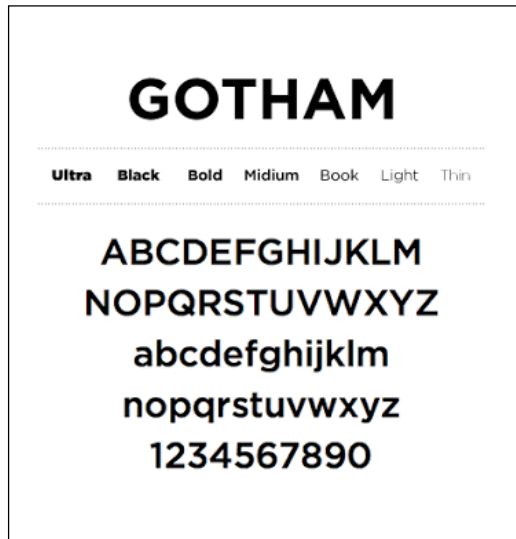 GOTHAM
Ultra Black Bold Midium Book Light Thin
ABCDEFGHIJKLM
NOPQRSTUVWXYZ
abcdefghijklm
nopqrstuvwxyz
1234567890